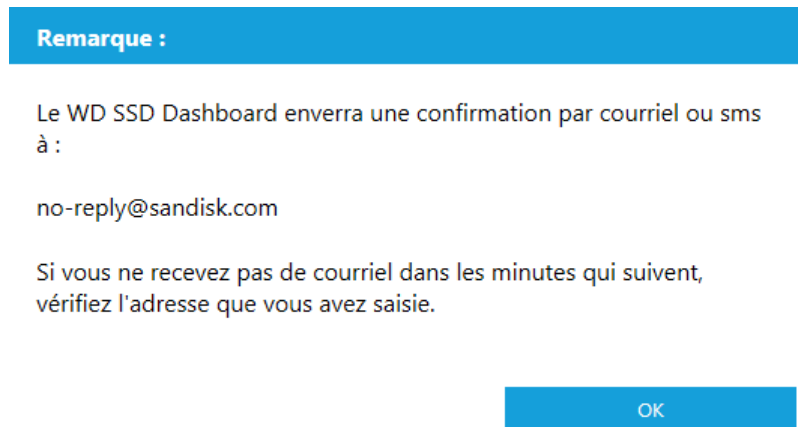 Remarque :
Le WD SSD Dashboard enverra une confirmation par courriel ou sms
à :
no-reply@sandisk.com
Si vous ne recevez pas de courriel dans les minutes qui suivent,
vérifiez l'adresse que vous avez saisie.
OK